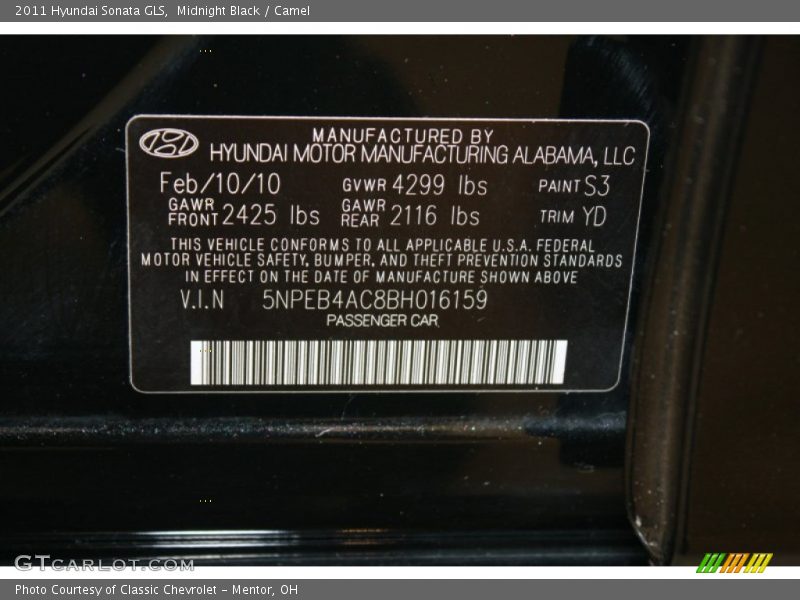 2011 Hyundai Sonata GLS, Midnight Black / Camel
MANUFACTURED BY
HYUNDAI MOTOR MANUFACTURING ALABAMA, LLC
Feb/10/10 GVWR 4299 lbs PAINT S3
GAWR FRONT 2425 lbs GAWR REAR 2116 lbs TRIM YD
THIS VEHICLE CONFORMS TO ALL APPLICABLE U.S.A. FEDERAL
MOTOR VEHICLE SAFETY, BUMPER, AND THEFT PREVENTION STANDARDS
IN EFFECT ON THE DATE OF MANUFACTURE SHOWN ABOVE
V.I.N 5NPEB4AC8BH016159
PASSENGER CAR
GTCARLOT.COM
Photo Courtesy of Classic Chevrolet - Mentor, OH